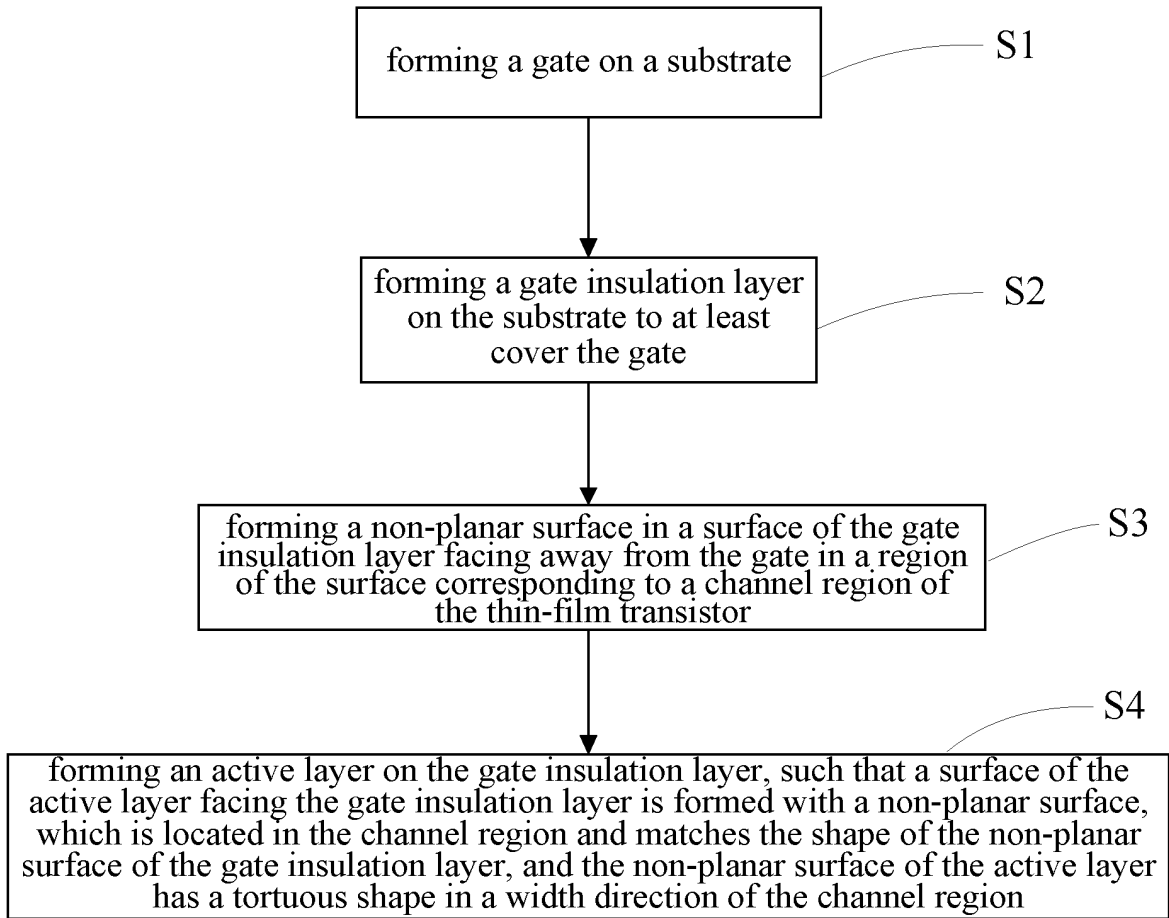 forming a gate on a substrate
S1
forming a gate insulation layer
on the substrate to at least
cover the gate
S2
forming a non-planar surface in a surface of the gate
insulation layer facing away from the gate in a region
of the surface corresponding to a channel region of
the thin-film transistor
S3
forming an active layer on the gate insulation layer, such that a surface of the
active layer facing the gate insulation layer is formed with a non-planar surface,
which is located in the channel region and matches the shape of the non-planar
surface of the gate insulation layer, and the non-planar surface of the active layer
has a tortuous shape in a width direction of the channel region
S4